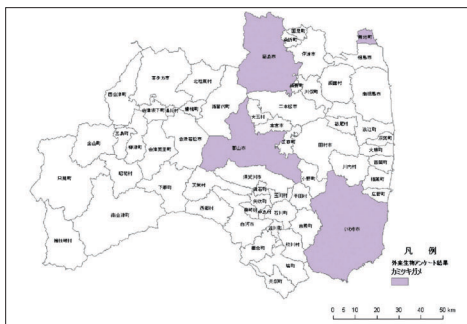 国見町
桑折町
伊達市
新地町
相馬市
福島市
喜多方市
北塩原村
西会津町
猪苗代町
川俣町
飯舘村
南相馬市
二本松市
大玉村
本宮市
葛尾村
浪江町
双葉町
大熊町
富岡町
楢葉町
広野町
川内村
田村市
三春町
小野町
郡山市
会津若松市
会津坂下町
湯川村
磐梯町
金山町
三島町
柳津町
会津美里町
昭和村
只見町
下郷町
南会津町
檜枝岐村
天栄村
須賀川市
鏡石町
玉川村
平田村
西郷村
矢吹町
泉崎村
中島村
石川町
白河市
浅川町
古殿町
棚倉町
鮫川村
塙町
矢祭町
いわき市
凡 例
外来生物アンケート結果
カミツキガメ
0 5 10 20 30 40 50 km